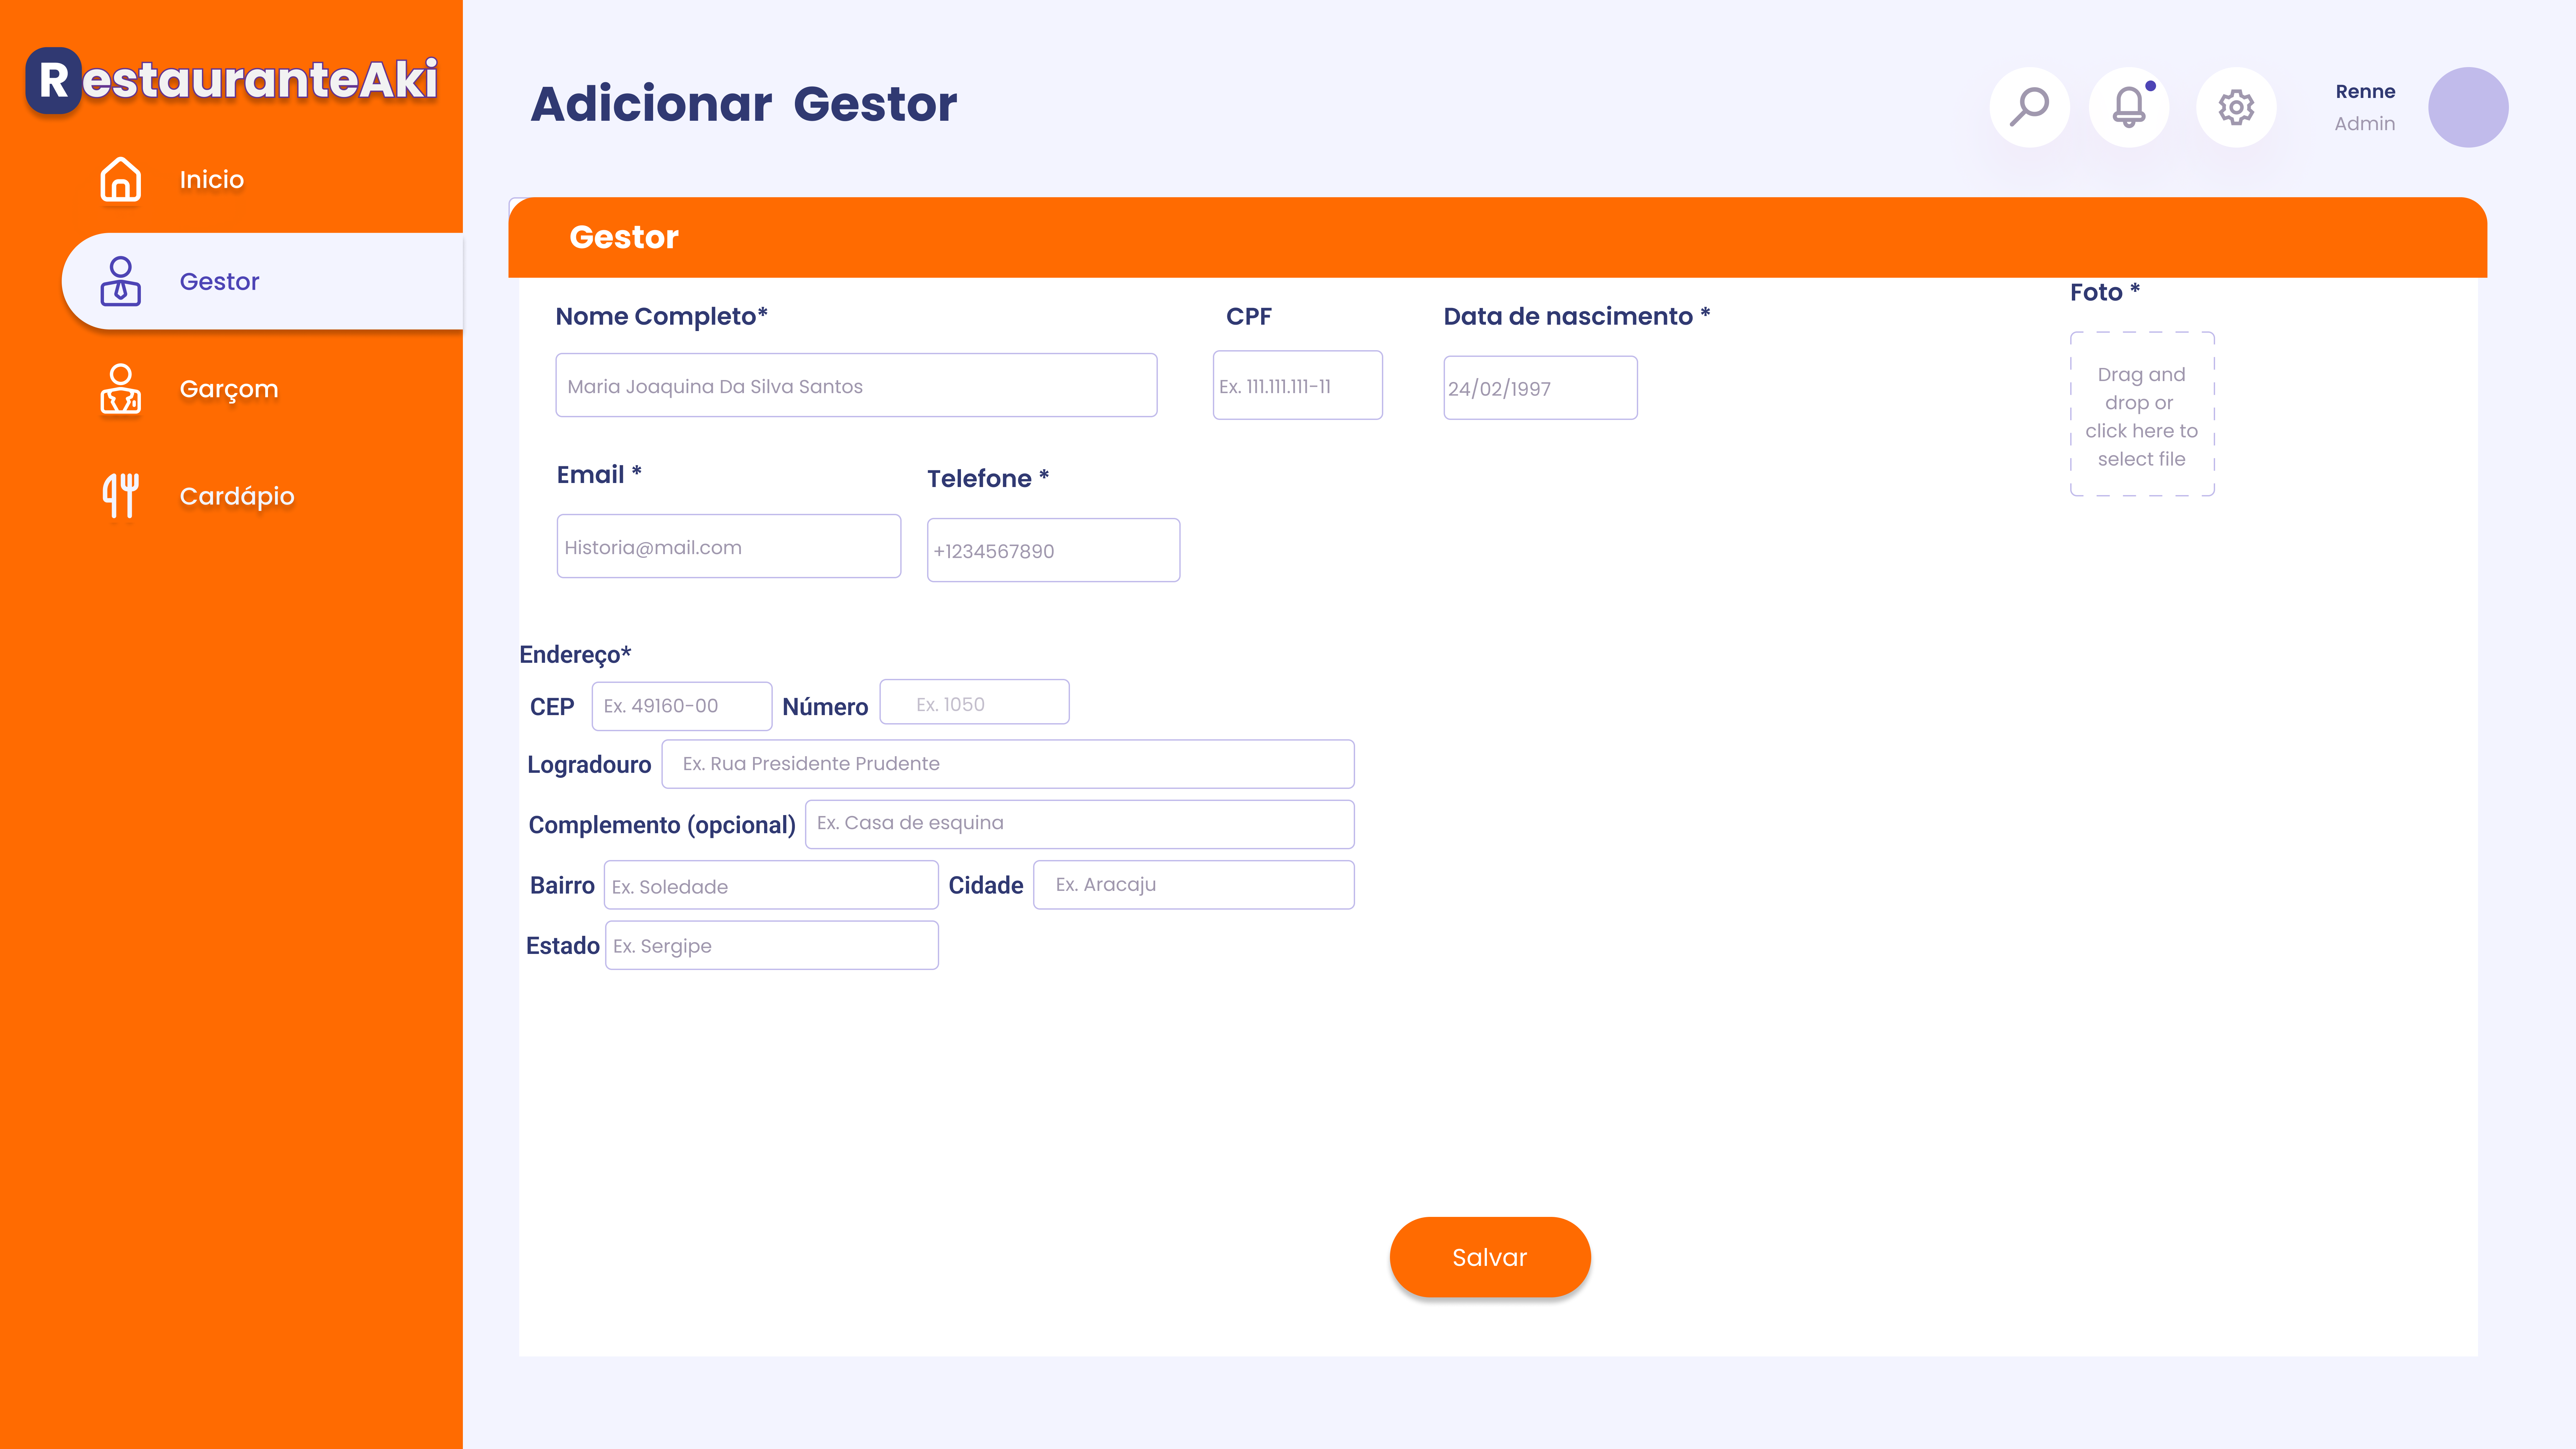 RestauranteAki
Inicio
Gestor
Garçom
Cardápio
Adicionar Gestor
Renne
Admin
Gestor
Nome Completo*
CPF
Data de nascimento *
Foto *
Maria Joaquina Da Silva Santos
Ex. 111.111.111-11
24/02/1997
Drag and
drop or
click here to
select file
Email *
Telefone *
Historia@mail.com
+1234567890
Endereço*
CEP
Ex. 49160-00
Número
Ex. 1050
Logradouro
Ex. Rua Presidente Prudente
Complemento (opcional)
Ex. Casa de esquina
Bairro
Ex. Soledade
Cidade
Ex. Aracaju
Estado
Ex. Sergipe
Salvar